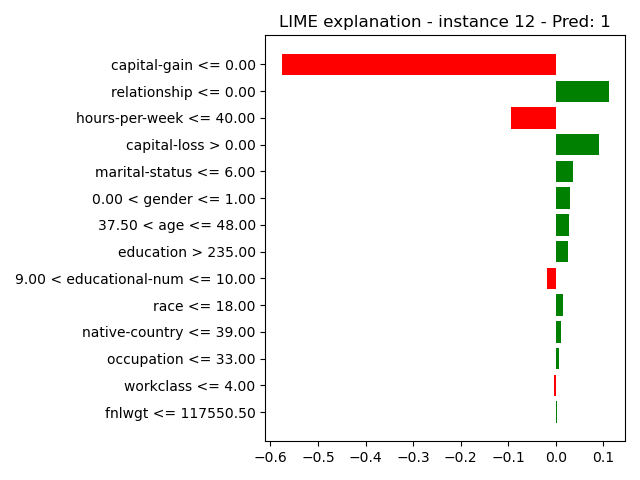 LIME explanation - instance 12 - Pred: 1
capital-gain <= 0.00
relationship <= 0.00
hours-per-week <= 40.00
capital-loss > 0.00
marital-status <= 6.00
0.00 < gender <= 1.00
37.50 < age <= 48.00
education > 235.00
9.00 < educational-num <= 10.00
race <= 18.00
native-country <= 39.00
occupation <= 33.00
workclass <= 4.00
fnlwgt <= 117550.50
−0.6 −0.5 −0.4 −0.3 −0.2 −0.1 0.0 0.1